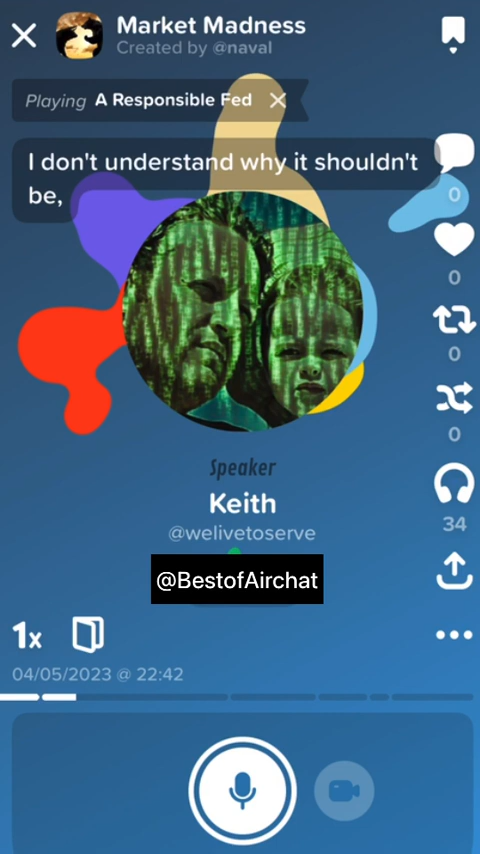 Market Madness
Created by @naval
Playing A Responsible Fed
I don't understand why it shouldn't
be,
0
0
0
0
34
Speaker
Keith
@welivetoserve
@BestofAirchat
1x
04/05/2023 @ 22:42